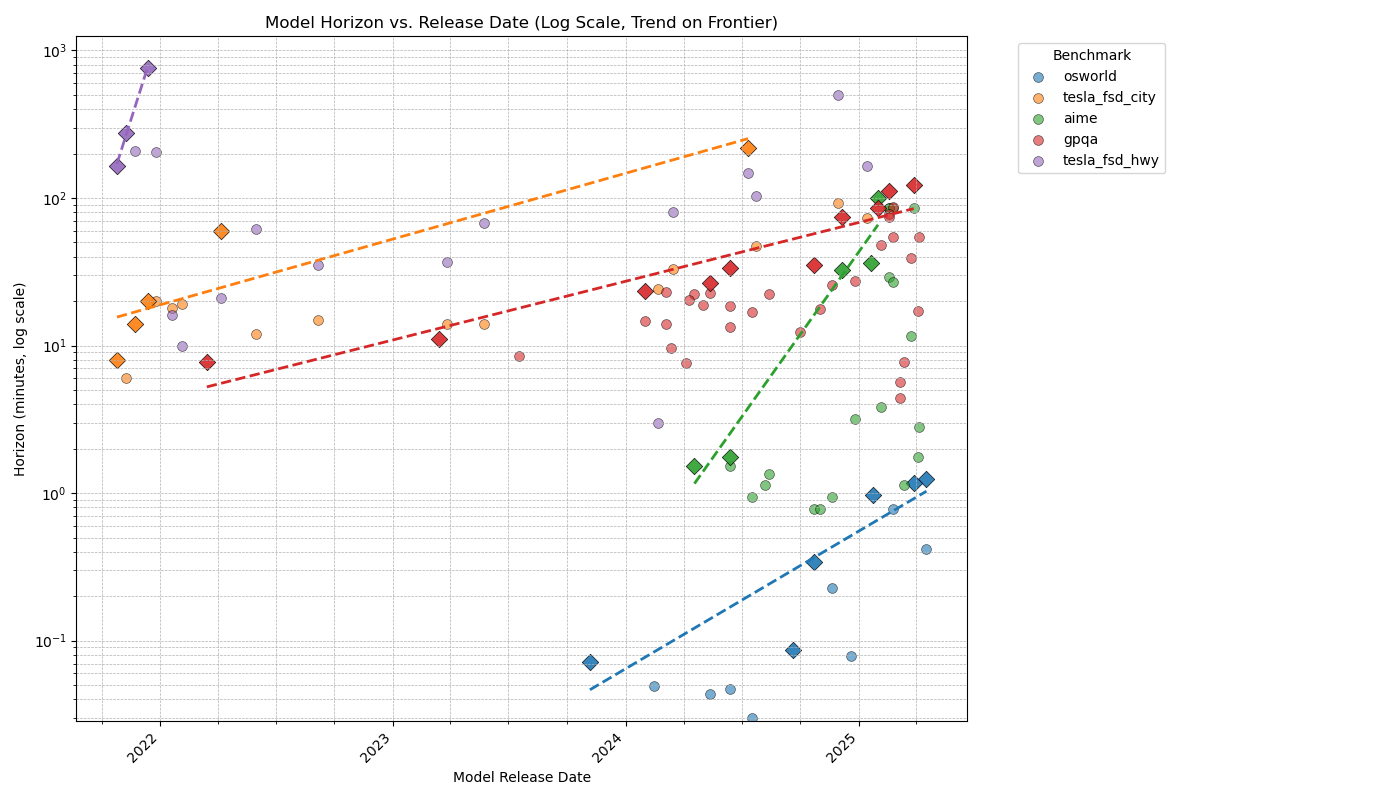 Model Horizon vs. Release Date (Log Scale, Trend on Frontier)
Horizon (minutes, log scale)
10³
10²
10¹
10⁰
10⁻¹
2022
2023
2024
2025
Model Release Date
Benchmark
osworld
tesla_fsd_city
aime
gpqa
tesla_fsd_hwy